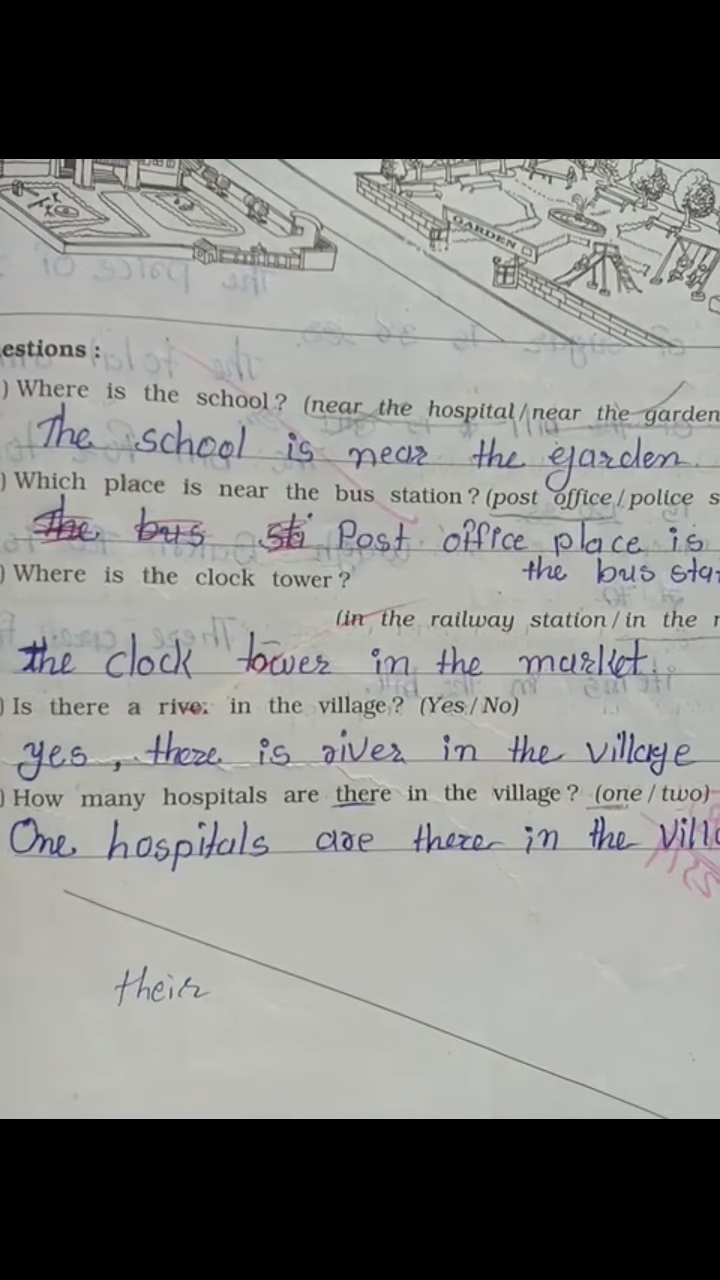 GARDEN
estions :
) Where is the school? (near the hospital/near the garden
The school is near the garden.
) Which place is near the bus station? (post office/police s
The bus sta Post office place is
) Where is the clock tower? the bus sta
(in the railway station/in the
the clock tower in the market.
) Is there a river in the village? (Yes/No)
yes, there is river in the village
) How many hospitals are there in the village? (one/two)
One hospitals are there in the villa
their